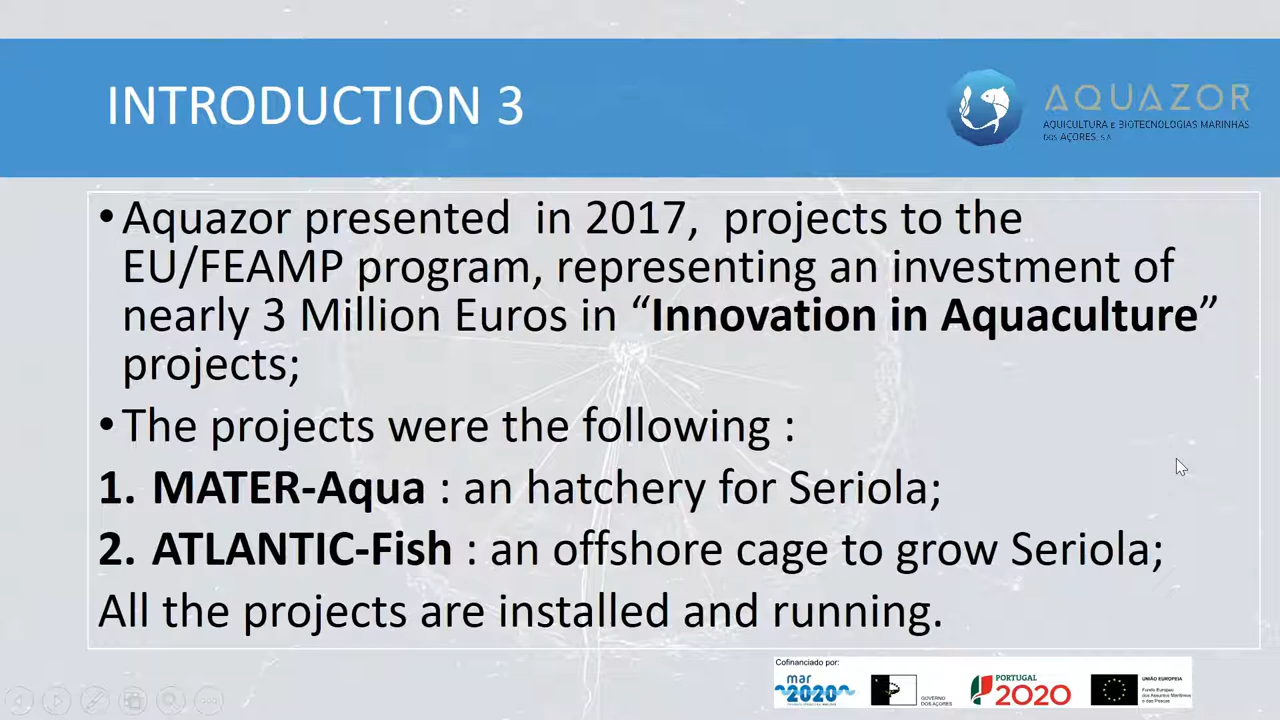 INTRODUCTION 3
AQUAZOR
AQUICULTURA E BIOTECNOLOGIAS MARINHAS
DOS AÇORES, S.A.
•Aquazor presented in 2017, projects to the
EU/FEAMP program, representing an investment of
nearly 3 Million Euros in “Innovation in Aquaculture”
projects;
•The projects were the following :
1. MATER-Aqua : an hatchery for Seriola;
2. ATLANTIC-Fish : an offshore cage to grow Seriola;
All the projects are installed and running.
Cofinanciado por:
mar
2020
GOVERNO
DOS AÇORES
PORTUGAL
2020
UNIÃO EUROPEIA
Fundo Europeu
dos Assuntos Marítimos
e das Pescas